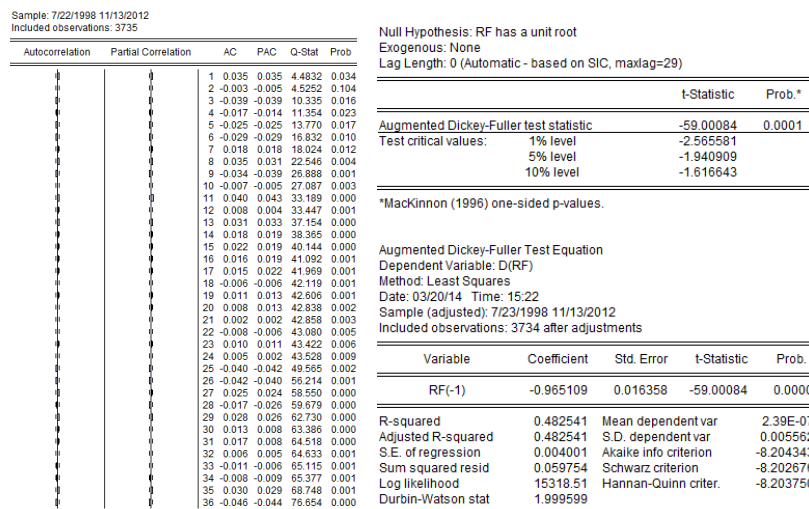 Sample: 7/22/1998 11/13/2012
Included observations: 3735
Autocorrelation Partial Correlation AC PAC Q-Stat Prob
1 0.035 0.035 4.4832 0.034
2 -0.003 -0.005 4.5252 0.104
3 -0.039 -0.039 10.335 0.016
4 -0.017 -0.014 11.354 0.023
5 -0.025 -0.025 13.770 0.017
6 -0.029 -0.029 16.832 0.010
7 0.018 0.018 18.024 0.012
8 0.035 0.031 22.546 0.004
9 -0.034 -0.039 26.888 0.001
10 -0.007 -0.005 27.087 0.003
11 0.040 0.043 33.189 0.000
12 0.008 0.004 33.447 0.001
13 0.031 0.033 37.154 0.000
14 0.018 0.019 38.365 0.000
15 0.022 0.019 40.144 0.000
16 0.016 0.019 41.092 0.001
17 0.015 0.022 41.969 0.001
18 -0.006 -0.006 42.119 0.001
19 0.011 0.013 42.606 0.001
20 0.008 0.013 42.838 0.002
21 0.002 0.002 42.858 0.003
22 -0.008 -0.006 43.080 0.005
23 0.010 0.011 43.422 0.006
24 0.005 0.002 43.528 0.009
25 -0.040 -0.042 49.565 0.002
26 -0.042 -0.040 56.214 0.001
27 0.025 0.024 58.550 0.000
28 -0.017 -0.026 59.679 0.000
29 0.028 0.026 62.730 0.000
30 0.013 0.008 63.386 0.000
31 0.017 0.008 64.518 0.000
32 0.006 0.005 64.633 0.001
33 -0.011 -0.006 65.115 0.001
34 -0.008 -0.009 65.377 0.001
35 0.030 0.029 68.748 0.001
36 -0.046 -0.044 76.654 0.000
Null Hypothesis: RF has a unit root
Exogenous: None
Lag Length: 0 (Automatic - based on SIC, maxlag=29)
t-Statistic Prob.*
Augmented Dickey-Fuller test statistic -59.00084 0.0001
Test critical values: 1% level -2.565581
5% level -1.940909
10% level -1.616643
*MacKinnon (1996) one-sided p-values.
Augmented Dickey-Fuller Test Equation
Dependent Variable: D(RF)
Method: Least Squares
Date: 03/20/14 Time: 15:22
Sample (adjusted): 7/23/1998 11/13/2012
Included observations: 3734 after adjustments
Variable Coefficient Std. Error t-Statistic Prob.
RF(-1) -0.965109 0.016358 -59.00084 0.0000
R-squared 0.482541 Mean dependent var 2.39E-07
Adjusted R-squared 0.482541 S.D. dependent var 0.005562
S.E. of regression 0.004001 Akaike info criterion -8.204343
Sum squared resid 0.059754 Schwarz criterion -8.20267
Log likelihood 15318.51 Hannan-Quinn criter. -8.203750
Durbin-Watson stat 1.999599